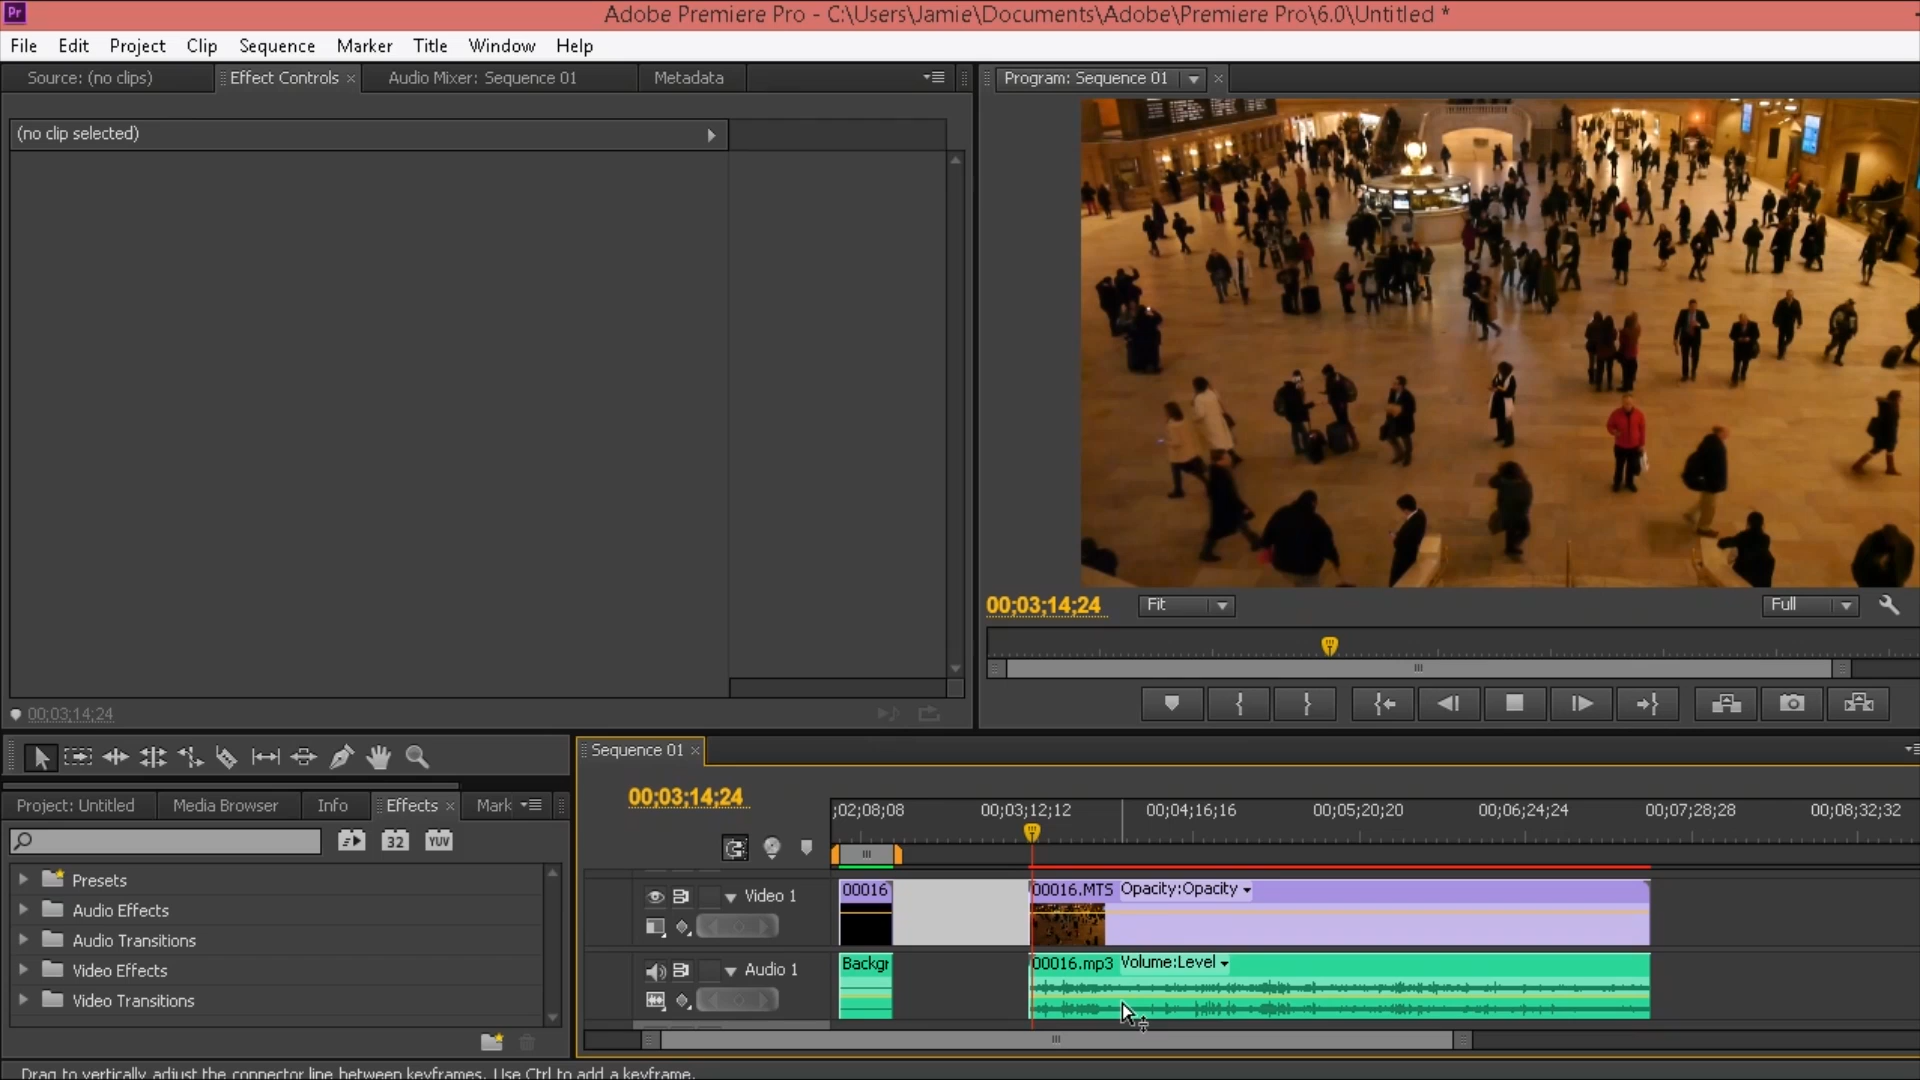 Pr
Adobe Premiere Pro - C:\Users\Jamie\Documents\Adobe\Premiere Pro\6.0\Untitled *
File Edit Project Clip Sequence Marker Title Window Help
Source: (no clips) Effect Controls × Audio Mixer: Sequence 01 Metadata
Program: Sequence 01 ×
(no clip selected)
00;03;14;24 Fit Full
00;03;14;24
Sequence 01 ×
Project: Untitled Media Browser Info Effects × Mark
32 YUV
Presets
Audio Effects
Audio Transitions
Video Effects
Video Transitions
00;03;14;24
;02;08;08 00;03;12;12 00;04;16;16 00;05;20;20 00;06;24;24 00;07;28;28 00;08;32;32
Video 1 00016 00016.MTS Opacity:Opacity
Audio 1 Backgr 00016.mp3 Volume:Level
Drag to vertically adjust the connector line between keyframes. Use Ctrl to add a keyframe.